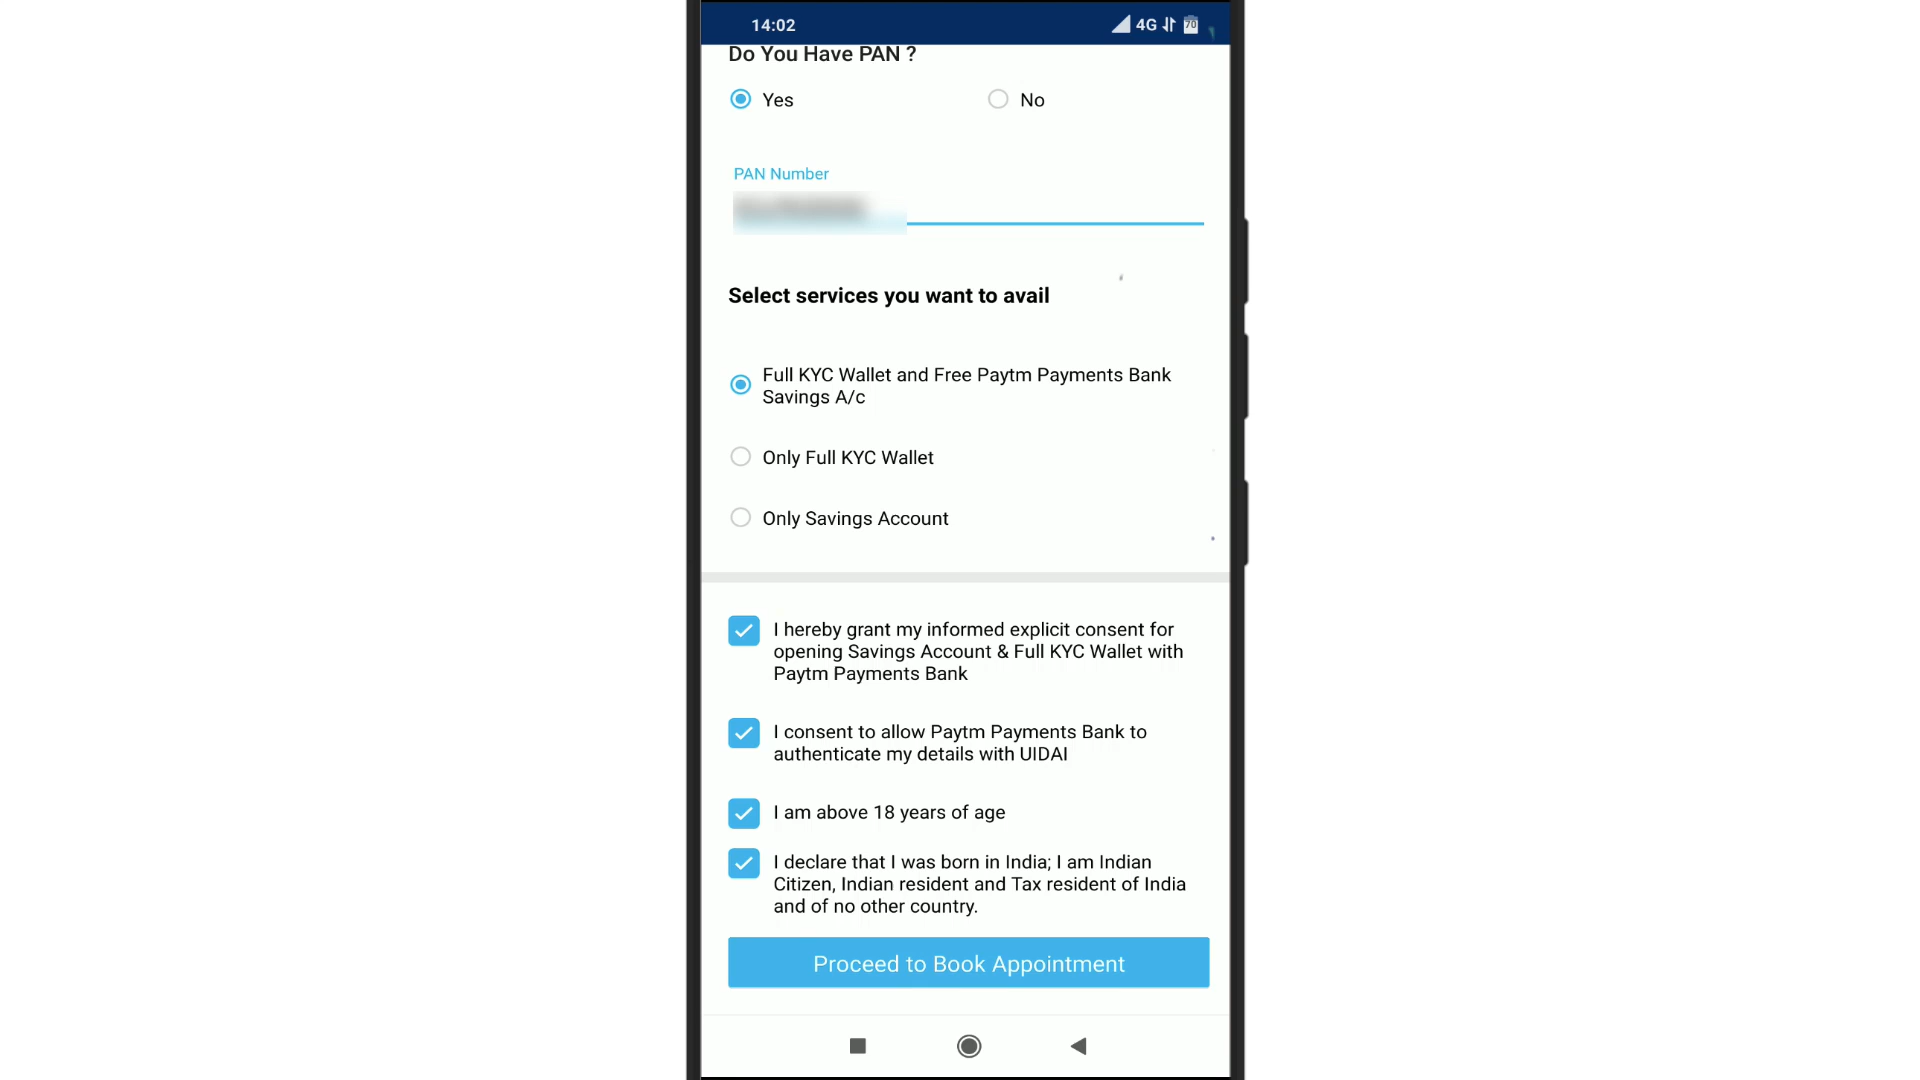 14:02
4G
70
Do You Have PAN ?
Yes
No
PAN Number
Select services you want to avail
Full KYC Wallet and Free Paytm Payments Bank
Savings A/c
Only Full KYC Wallet
Only Savings Account
I hereby grant my informed explicit consent for
opening Savings Account & Full KYC Wallet with
Paytm Payments Bank
I consent to allow Paytm Payments Bank to
authenticate my details with UIDAI
I am above 18 years of age
I declare that I was born in India; I am Indian
Citizen, Indian resident and Tax resident of India
and of no other country.
Proceed to Book Appointment